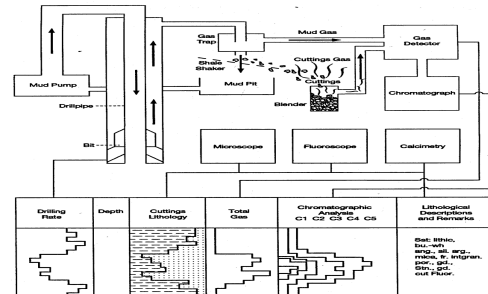 Gas
Trap
Mud Gas
Gas
Detector
Shale
Shaker
Cuttings Gas
Cuttings
Mud Pump
Mud Pit
Chromatograph
Drillpipe
Blender
Bit
Microscope
Fluoroscope
Calcimetry
Drilling
Rate
Depth
Cuttings
Lithology
Total
Gas
Chromatographic
Analysis
C1 C2 C3 C4 C5
Lithological
Descriptions
and Remarks
Sst: lithic,
bu.-wh
ang., sil. arg.,
mica, fr. intgran.
por., gd.,
Stn., gd.
cut Fluor.